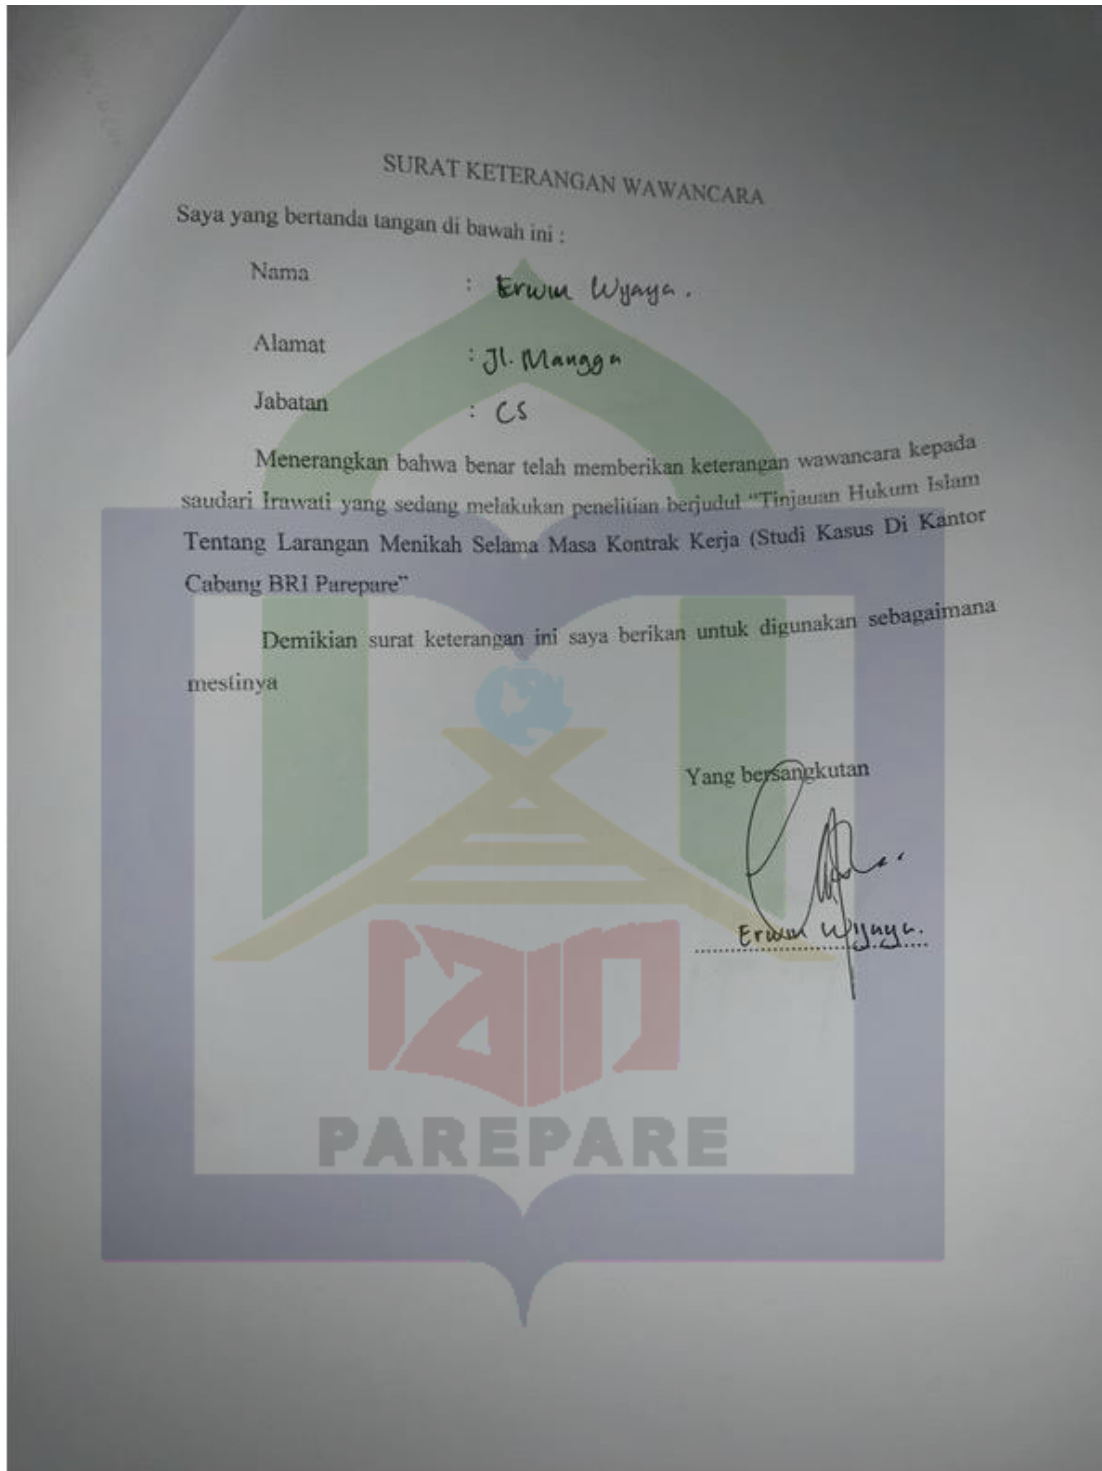 SURAT KETERANGAN WAWANCARA
Saya yang bertanda tangan di bawah ini :
Nama : Erwin Wijaya.
Alamat : Jl. Mangga
Jabatan : CS
Menerangkan bahwa benar telah memberikan keterangan wawancara kepada
saudari Irawati yang sedang melakukan penelitian berjudul “Tinjauan Hukum Islam
Tentang Larangan Menikah Selama Masa Kontrak Kerja (Studi Kasus Di Kantor
Cabang BRI Parepare”
Demikian surat keterangan ini saya berikan untuk digunakan sebagaimana
mestinya
Yang bersangkutan
Erwin Wijaya.
iain
PAREPARE